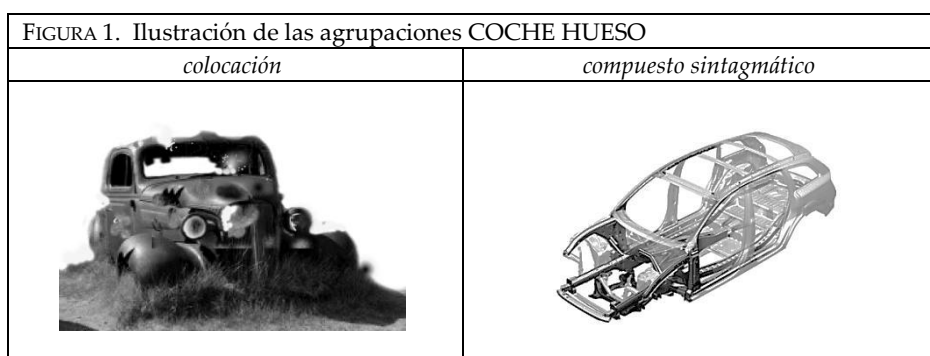 FIGURA 1. Ilustración de las agrupaciones COCHE HUESO
colocación
compuesto sintagmático